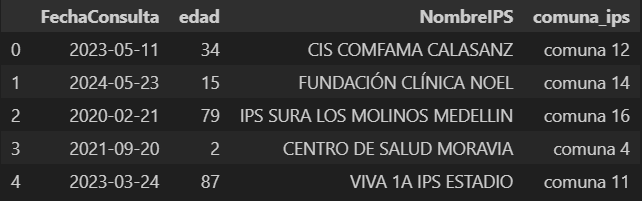 FechaConsulta edad NombreIPS comuna_ips
0 2023-05-11 34 CIS COMFAMA CALASANZ comuna 12
1 2024-05-23 15 FUNDACIÓN CLÍNICA NOEL comuna 14
2 2020-02-21 79 IPS SURA LOS MOLINOS MEDELLIN comuna 16
3 2021-09-20 2 CENTRO DE SALUD MORAVIA comuna 4
4 2023-03-24 87 VIVA 1A IPS ESTADIO comuna 11